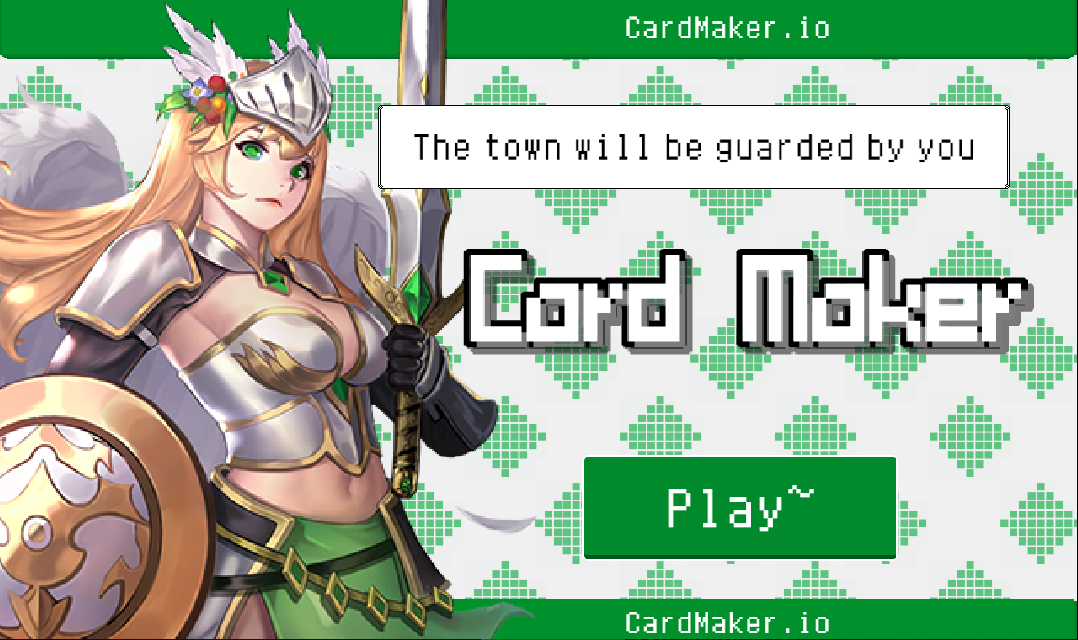 CardMaker.io
The town will be guarded by you
Card Maker
Play~
CardMaker.io